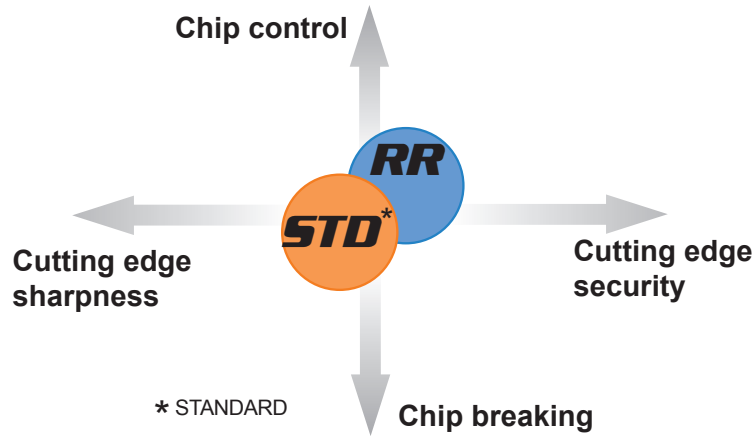 Chip control
RR
STD*
Cutting edge
sharpness
Cutting edge
security
* STANDARD
Chip breaking